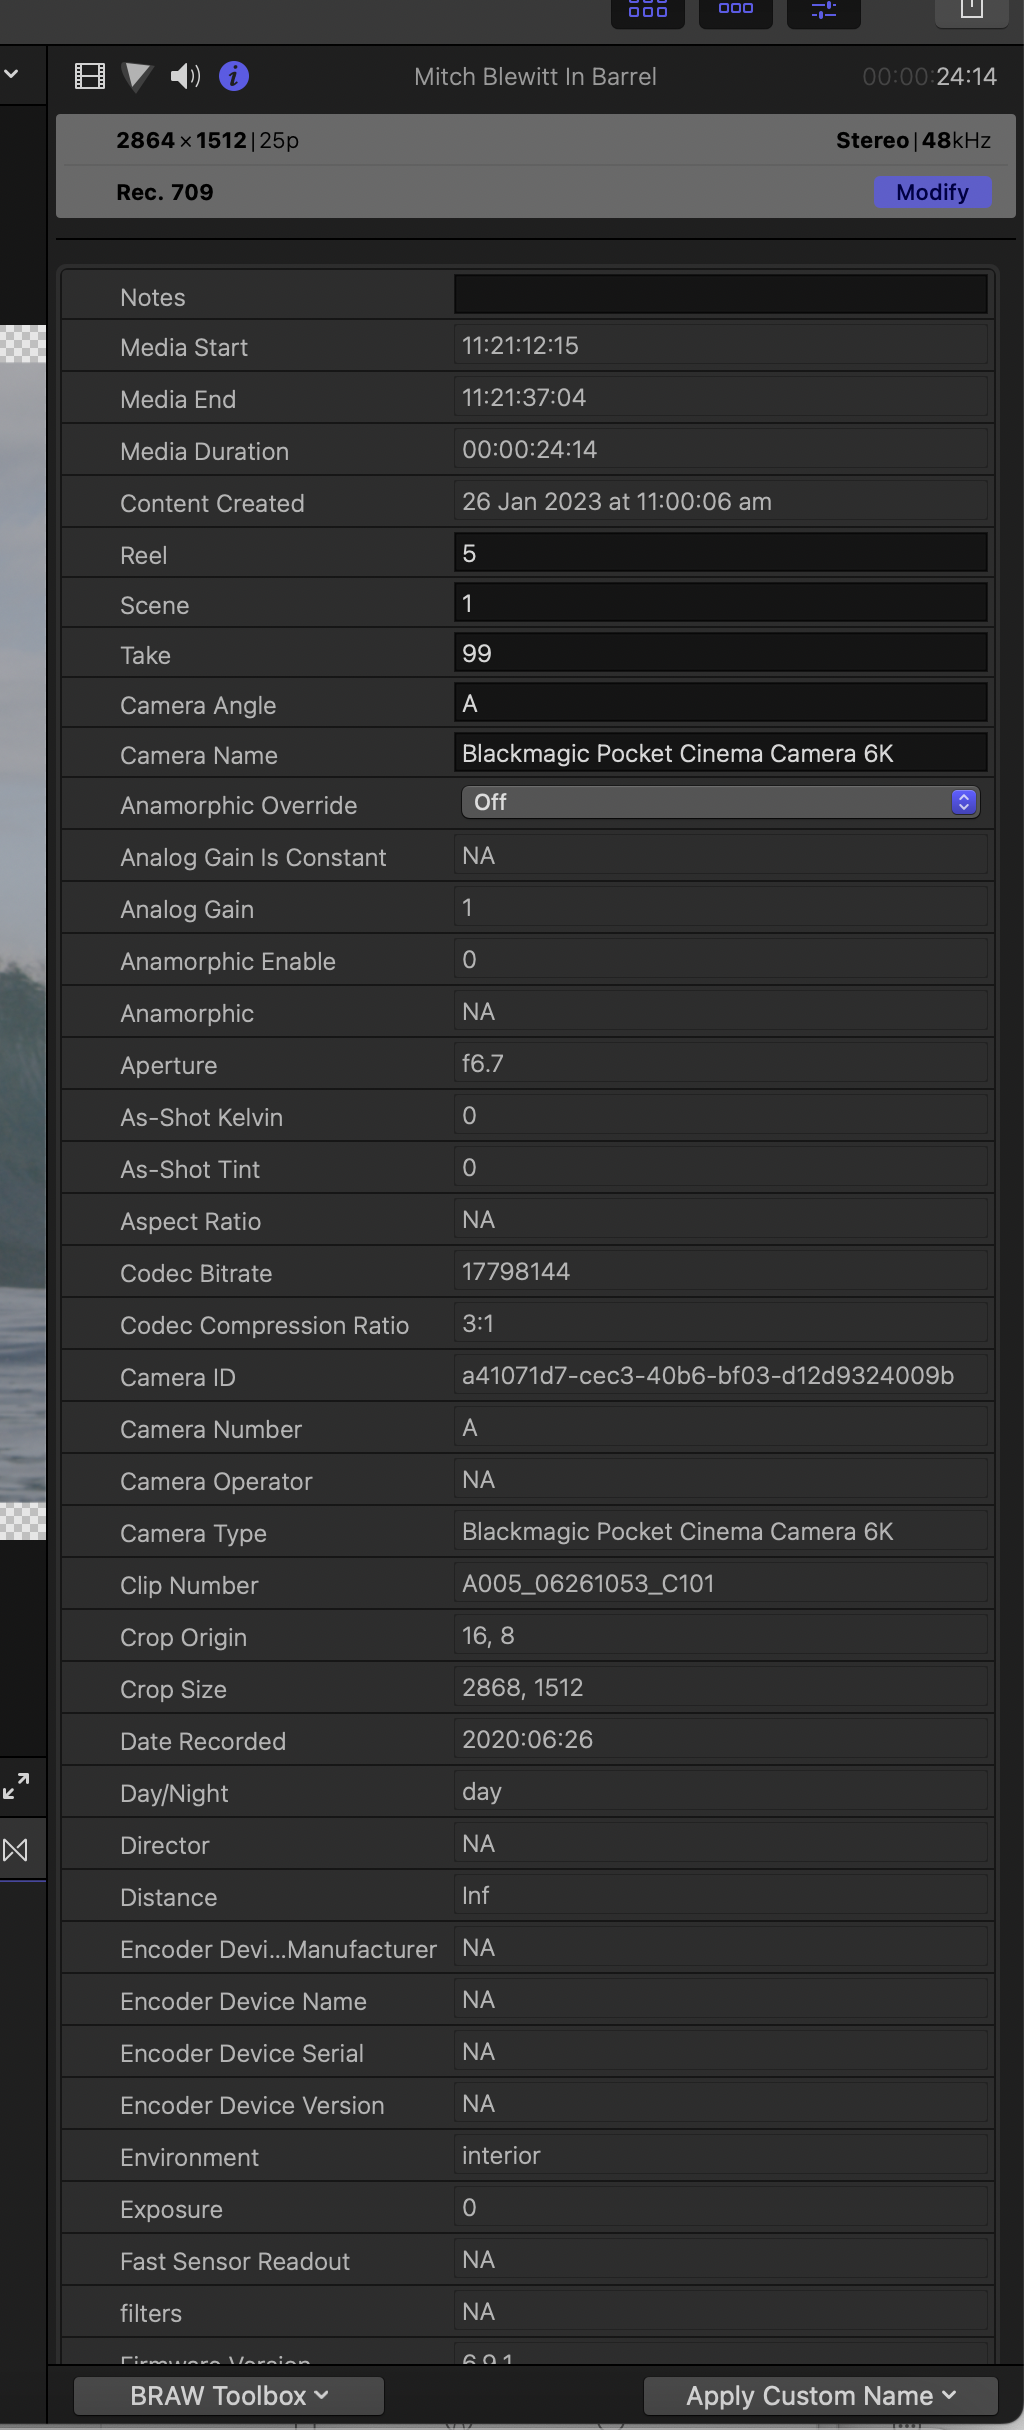 Mitch Blewitt In Barrel 00:00:24:14
2864 × 1512 | 25p Stereo | 48kHz
Rec. 709 Modify
Notes
Media Start 11:21:12:15
Media End 11:21:37:04
Media Duration 00:00:24:14
Content Created 26 Jan 2023 at 11:00:06 am
Reel 5
Scene 1
Take 99
Camera Angle A
Camera Name Blackmagic Pocket Cinema Camera 6K
Anamorphic Override Off
Analog Gain Is Constant NA
Analog Gain 1
Anamorphic Enable 0
Anamorphic NA
Aperture f6.7
As-Shot Kelvin 0
As-Shot Tint 0
Aspect Ratio NA
Codec Bitrate 17798144
Codec Compression Ratio 3:1
Camera ID a41071d7-cec3-40b6-bf03-d12d9324009b
Camera Number A
Camera Operator NA
Camera Type Blackmagic Pocket Cinema Camera 6K
Clip Number A005_06261053_C101
Crop Origin 16, 8
Crop Size 2868, 1512
Date Recorded 2020:06:26
Day/Night day
Director NA
Distance Inf
Encoder Devi...Manufacturer NA
Encoder Device Name NA
Encoder Device Serial NA
Encoder Device Version NA
Environment interior
Exposure 0
Fast Sensor Readout NA
filters NA
Firmware Version 6.9.1
BRAW Toolbox Apply Custom Name